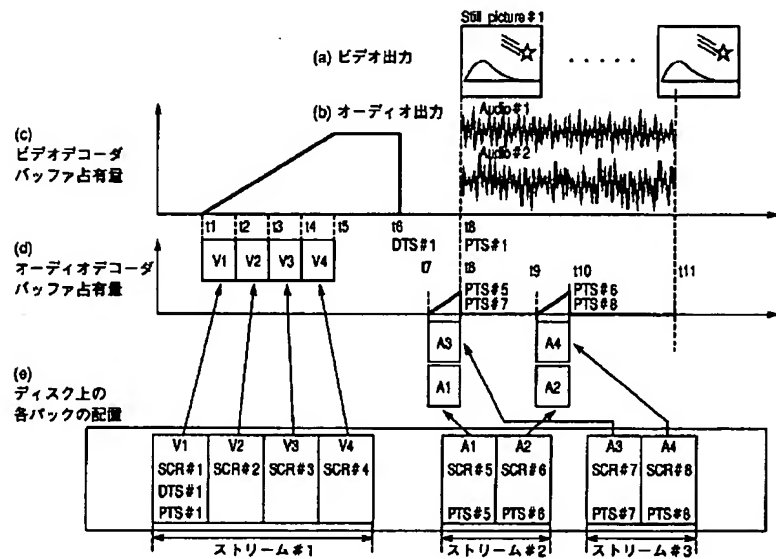 Still picture#1
(a) ビデオ出力
(b) オーディオ出力
Audio#1
Audio#2
(c)
ビデオデコーダ
バッファ占有量
t1 t2 t3 t4 t5 t6 t8
DTS#1 PTS#1
(d)
オーディオデコーダ
バッファ占有量
V1 V2 V3 V4
t7 t8 t9 t10 t11
PTS#5 PTS#6
PTS#7 PTS#8
A3 A4
A1 A2
(e)
ディスク上の
各パックの配置
V1 V2 V3 V4 A1 A2 A3 A4
SCR#1 SCR#2 SCR#3 SCR#4 SCR#5 SCR#6 SCR#7 SCR#8
DTS#1
PTS#1 PTS#5 PTS#6 PTS#7 PTS#8
ストリーム#1 ストリーム#2 ストリーム#3